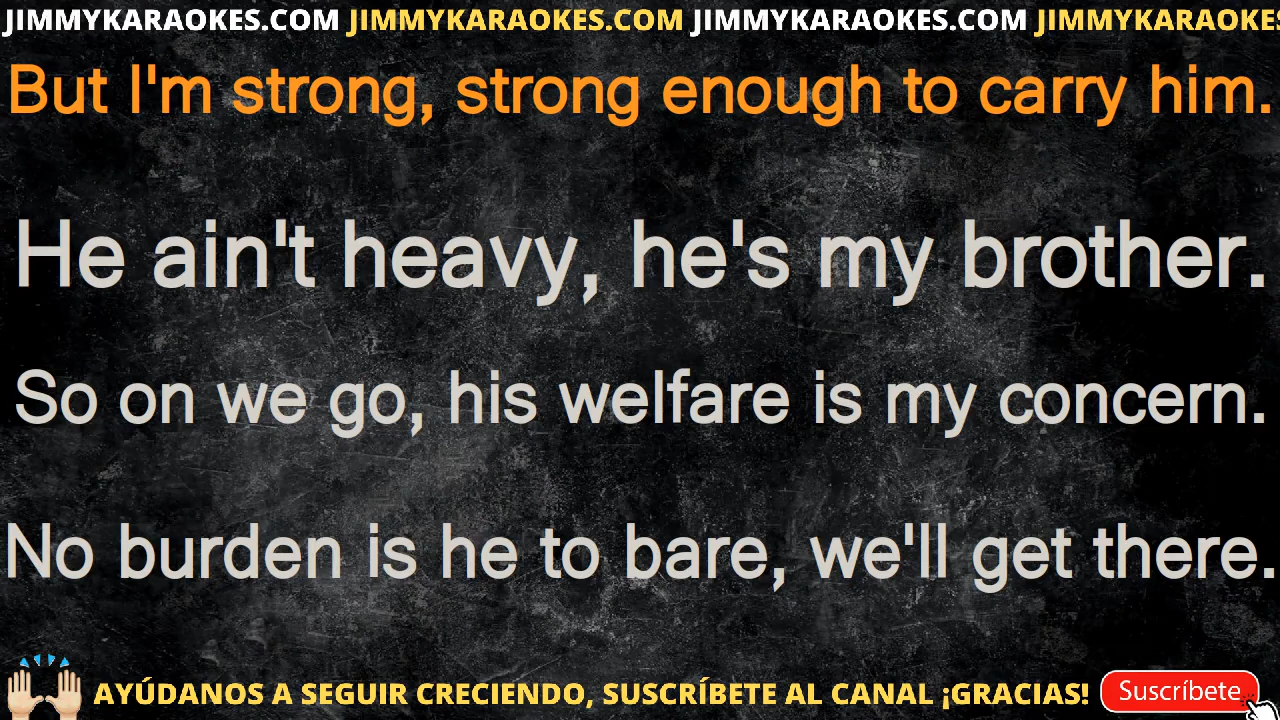 JIMMYKARAOKES.COM JIMMYKARAOKES.COM JIMMYKARAOKES.COM JIMMYKARAOKES
But I'm strong, strong enough to carry him.
He ain't heavy, he's my brother.
So on we go, his welfare is my concern.
No burden is he to bare, we'll get there.
AYÚDANOS A SEGUIR CRECIENDO, SUSCRÍBETE AL CANAL ¡GRACIAS! Suscríbete